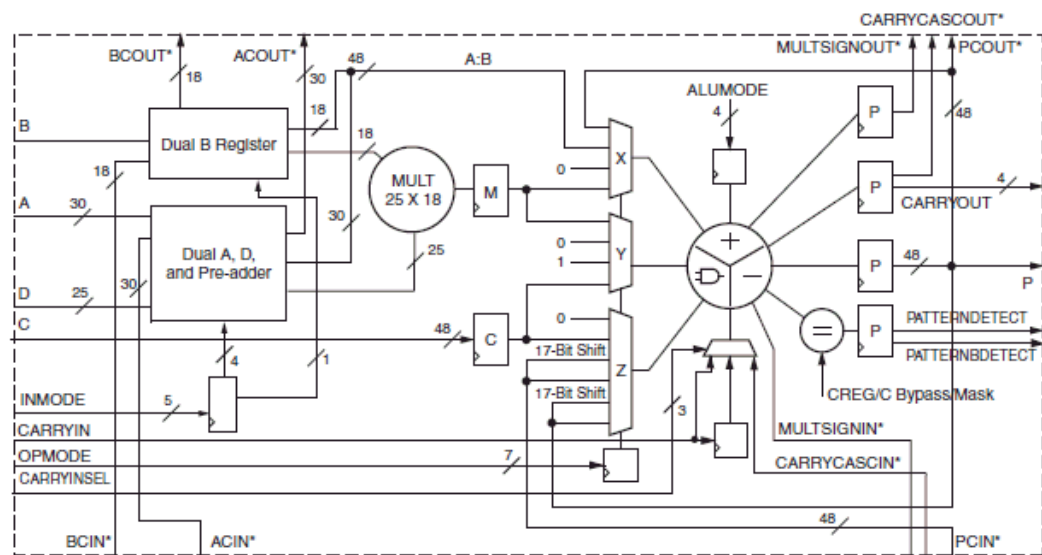 CARRYCASCOUT*
BCOUT*
ACOUT*
MULTSIGNOUT*
PCOUT*
18
30
48
A:B
ALUMODE
4
48
18
B
Dual B Register
18
18
MULT
25 X 18
M
0
X
P
P
4
CARRYOUT
A
30
30
Dual A, D,
and Pre-adder
25
0
1
Y
+
−
P
48
P
30
D
25
C
48
C
0
17-Bit Shift
Z
17-Bit Shift
=
P
PATTERNDETECT
PATTERNBDETECT
4
1
3
CREG/C Bypass/Mask
INMODE
5
CARRYIN
MULTSIGNIN*
OPMODE
7
CARRYCASCIN*
CARRYINSEL
48
BCIN*
ACIN*
PCIN*